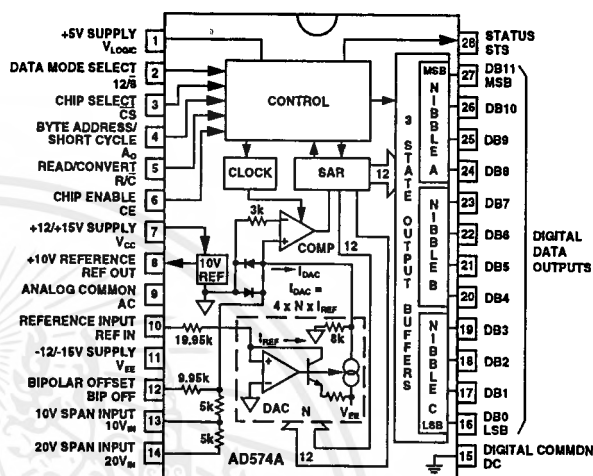 +5V SUPPLY
VLOGIC
1
DATA MODE SELECT
12/8
2
CHIP SELECT
CS
3
BYTE ADDRESS/
SHORT CYCLE
A0
4
READ/CONVERT
R/C
5
CHIP ENABLE
CE
6
+12/+15V SUPPLY
VCC
7
+10V REFERENCE
REF OUT
8
ANALOG COMMON
AC
9
REFERENCE INPUT
REF IN
10
-12/-15V SUPPLY
VEE
11
BIPOLAR OFFSET
BIP OFF
12
10V SPAN INPUT
10VIN
13
20V SPAN INPUT
20VIN
14
CONTROL
CLOCK
SAR
12
3k
COMP
12
10V
REF
IDAC
IDAC =
4 x N x IREF
19.95k
IREF
8k
9.95k
DAC
N
VEE
5k
5k
12
AD574A
3 STATE OUTPUT BUFFERS
MSB
NIBBLE A
NIBBLE B
NIBBLE C
LSB
28
STATUS
STS
27
DB11
MSB
26
DB10
25
DB9
24
DB8
23
DB7
22
DB6
21
DB5
20
DB4
19
DB3
18
DB2
17
DB1
16
DB0
LSB
15
DIGITAL COMMDN
DC
DIGITAL
DATA
OUTPUTS